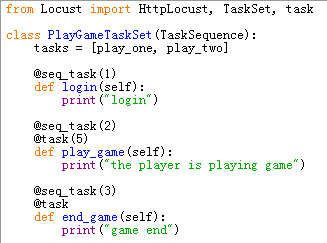 from Locust import HttpLocust, TaskSet, task
class PlayGameTaskSet(TaskSequence):
    tasks = [play_one, play_two]
    @seq_task(1)
    def login(self):
        print("login")
    @seq_task(2)
    @task(5)
    def play_game(self):
        print("the player is playing game")
    @seq_task(3)
    @task
    def end_game(self):
        print("game end")